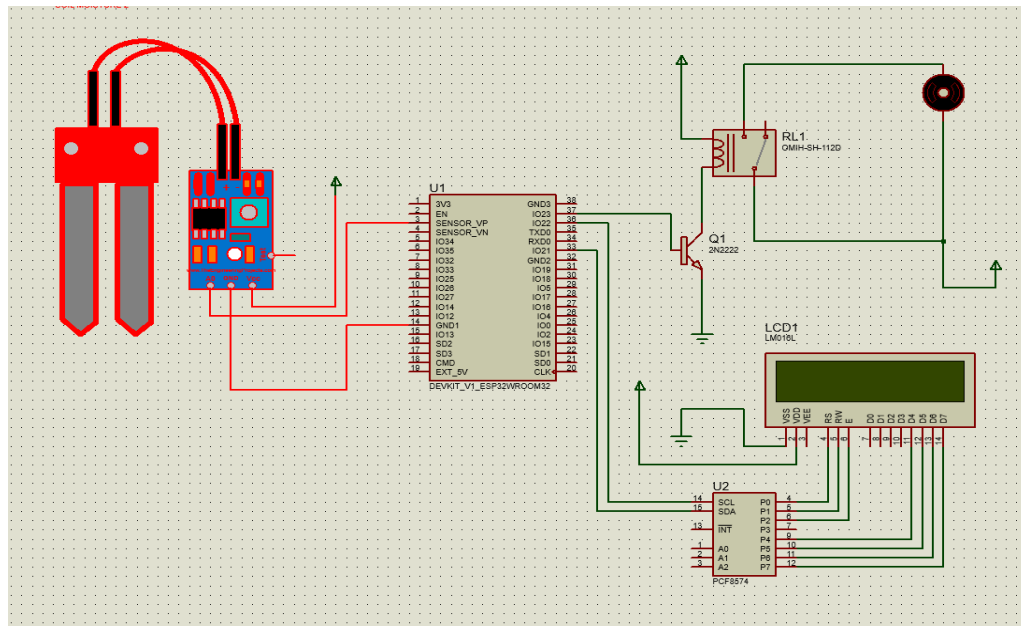 U1
1 3V3 GND3 38
2 EN IO23 37
3 SENSOR_VP IO22 36
4 SENSOR_VN TXD0 35
5 IO34 RXD0 34
6 IO35 IO21 33
7 IO32 GND2 32
8 IO33 IO19 31
9 IO25 IO18 30
10 IO26 IO5 29
11 IO27 IO17 28
12 IO14 IO16 27
13 IO12 IO4 26
14 GND1 IO0 25
15 IO13 IO2 24
16 SD2 IO15 23
17 SD3 SD1 22
18 CMD SD0 21
19 EXT_5V CLK 20
DEVKIT_V1_ESP32WROOM32
RL1
OMIH-SH-112D
Q1
2N2222
LCD1
LM016L
VSS VDD VEE RS RW E D0 D1 D2 D3 D4 D5 D6 D7
1 2 3 4 5 6 7 8 9 10 11 12 13 14
U2
14 SCL P0 4
15 SDA P1 5
P2 6
13 INT P3 7
P4 9
1 A0 P5 10
2 A1 P6 11
3 A2 P7 12
PCF8574